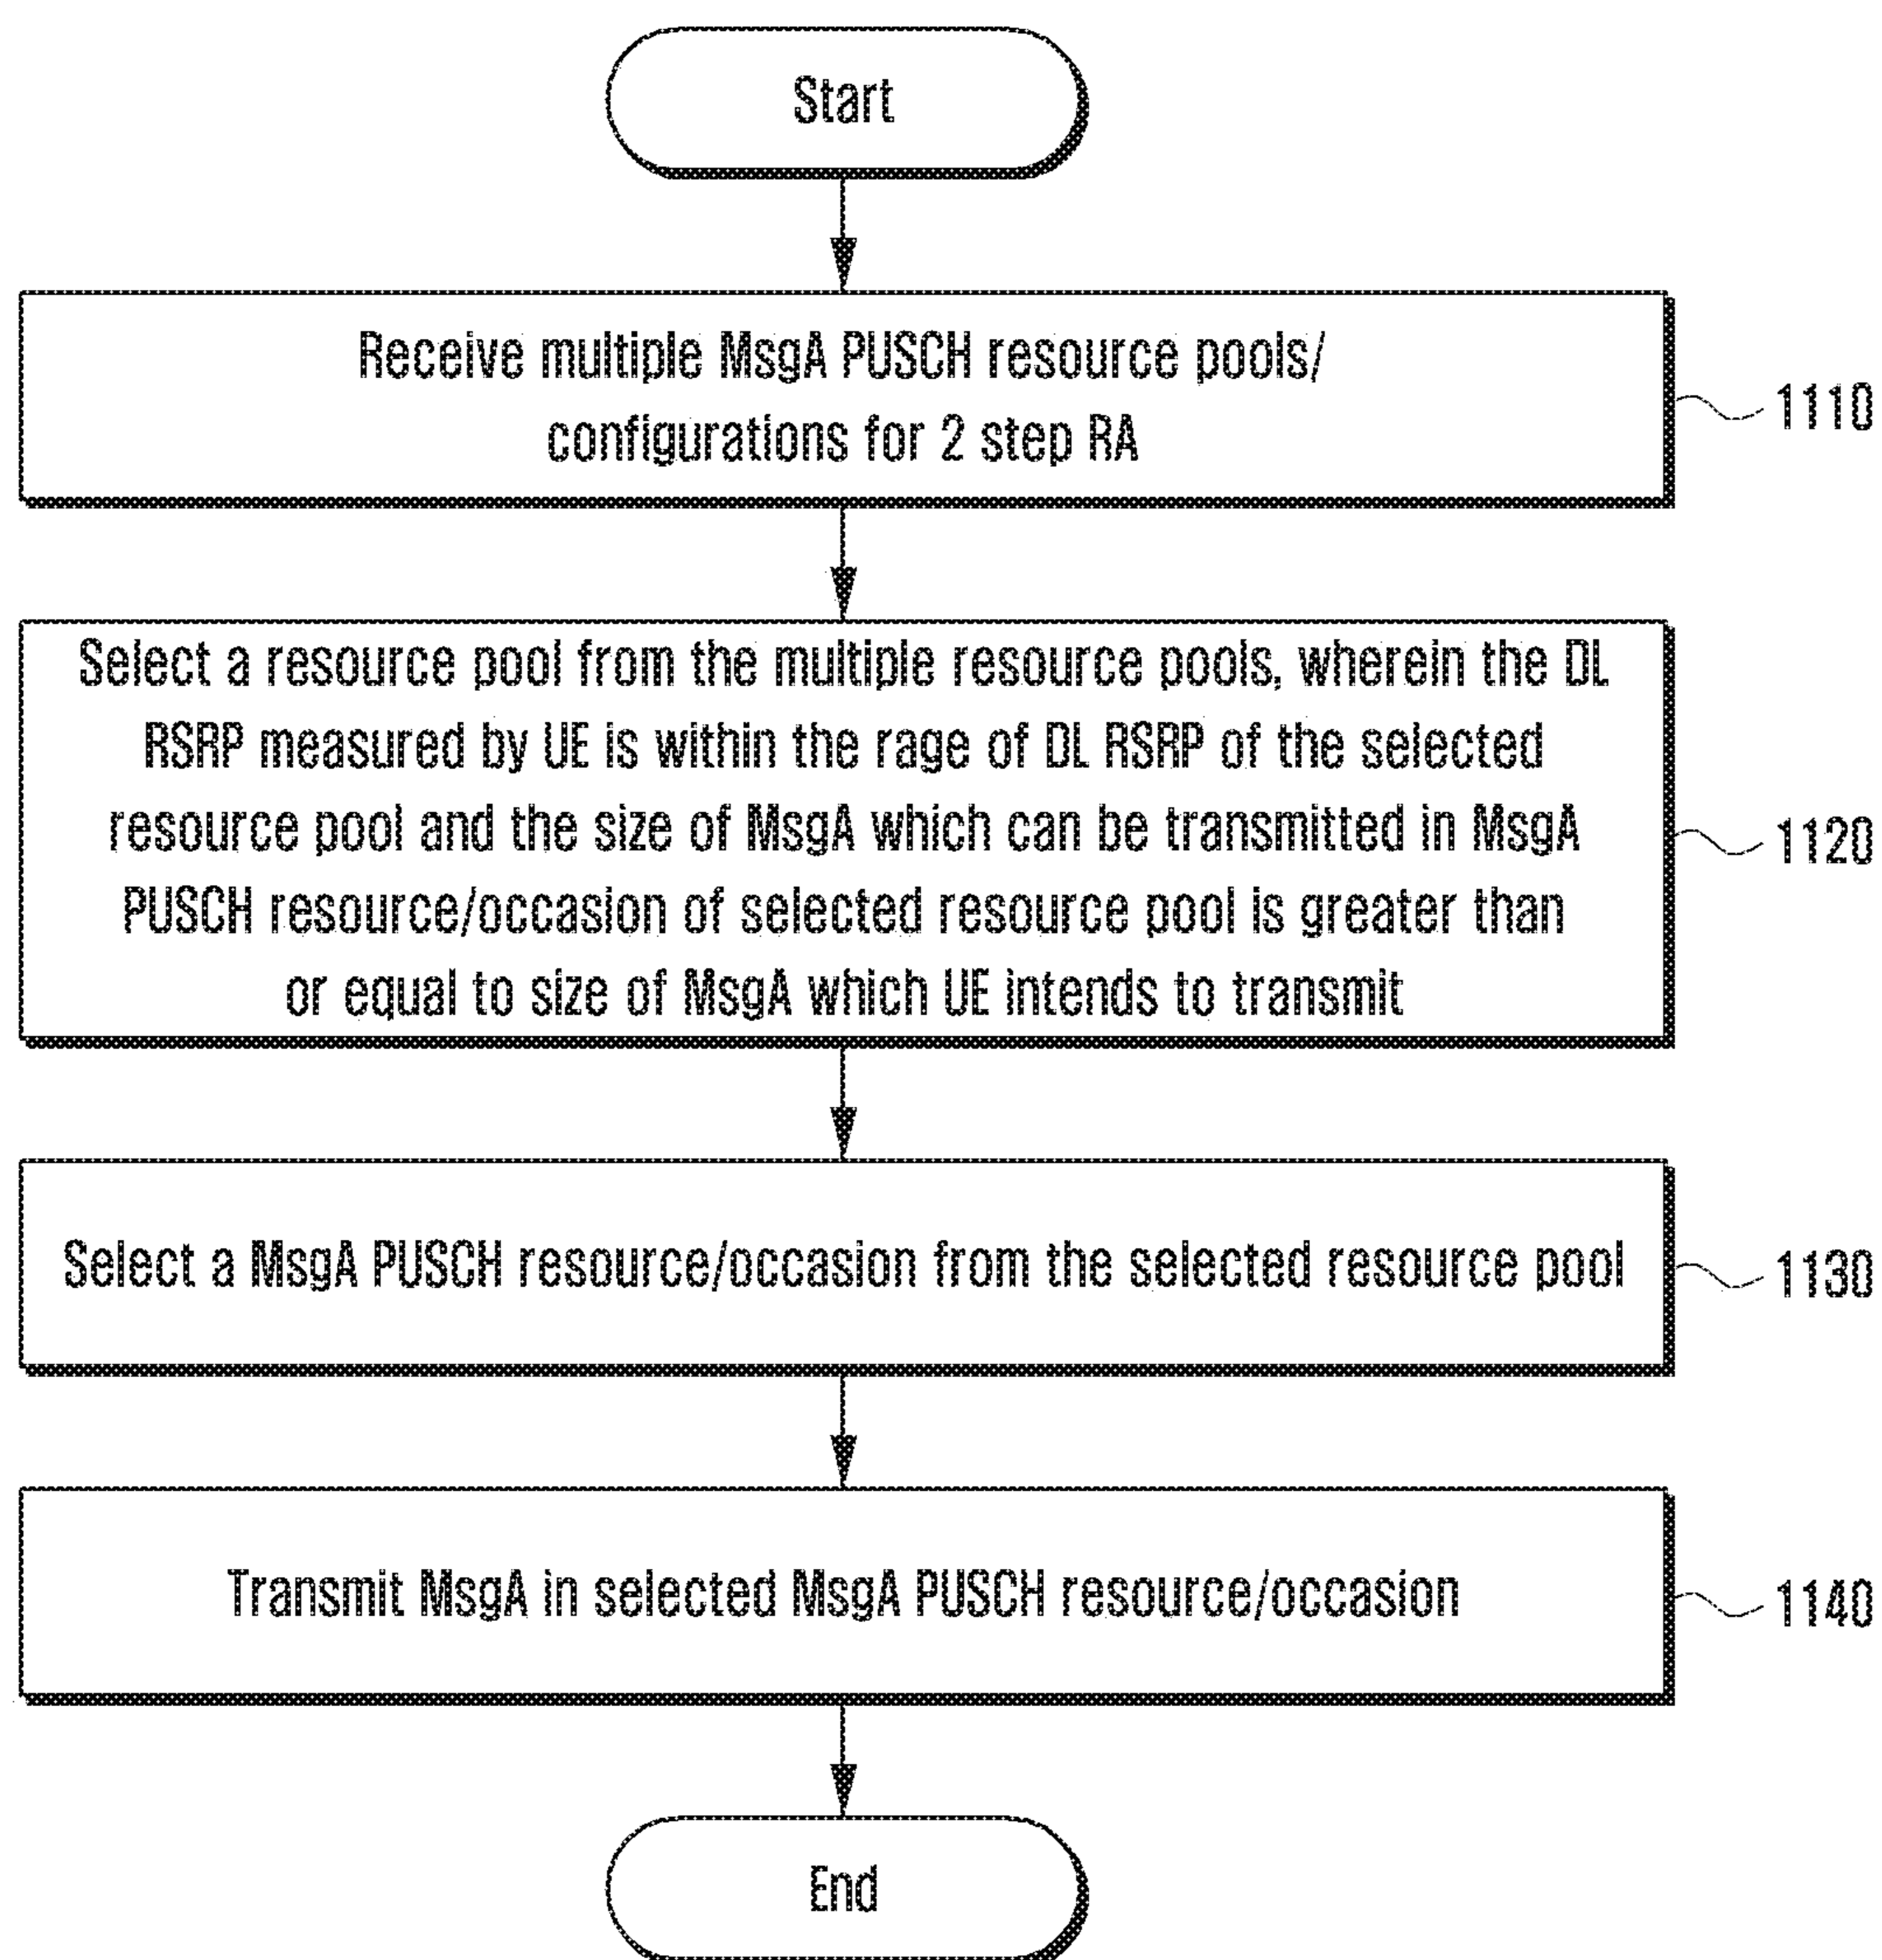 Start
Receive multiple MsgA PUSCH resource pools/
configurations for 2 step RA
1110
Select a resource pool from the multiple resource pools, wherein the DL
RSRP measured by UE is within the rage of DL RSRP of the selected
resource pool and the size of MsgA which can be transmitted in MsgA
PUSCH resource/occasion of selected resource pool is greater than
or equal to size of MsgA which UE intends to transmit
1120
Select a MsgA PUSCH resource/occasion from the selected resource pool
1130
Transmit MsgA in selected MsgA PUSCH resource/occasion
1140
End